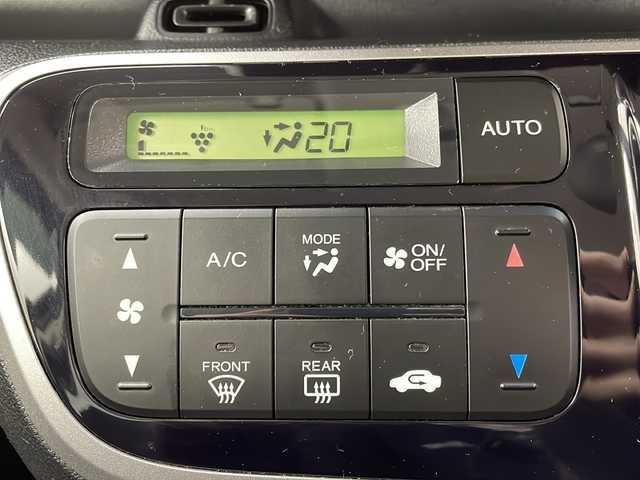 20
AUTO
A/C
MODE
ON/
OFF
FRONT
REAR